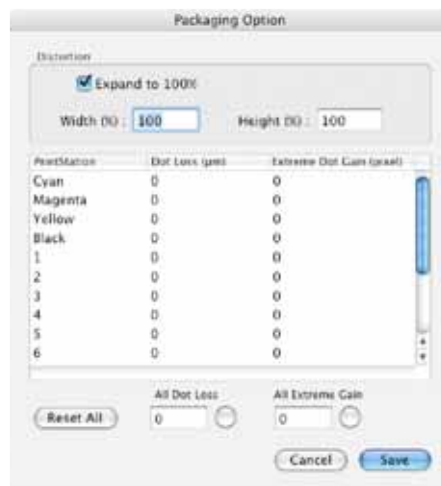 Packaging Option
Distortion
Expand to 100%
Width (%) : 100 Height (%) : 100
PrintStation Dot Loss (µm) Extreme Dot Gain (pixel)
Cyan 0 0
Magenta 0 0
Yellow 0 0
Black 0 0
1 0 0
2 0 0
3 0 0
4 0 0
5 0 0
6 0 0
All Dot Loss All Extreme Gain
Reset All 0 0
Cancel Save